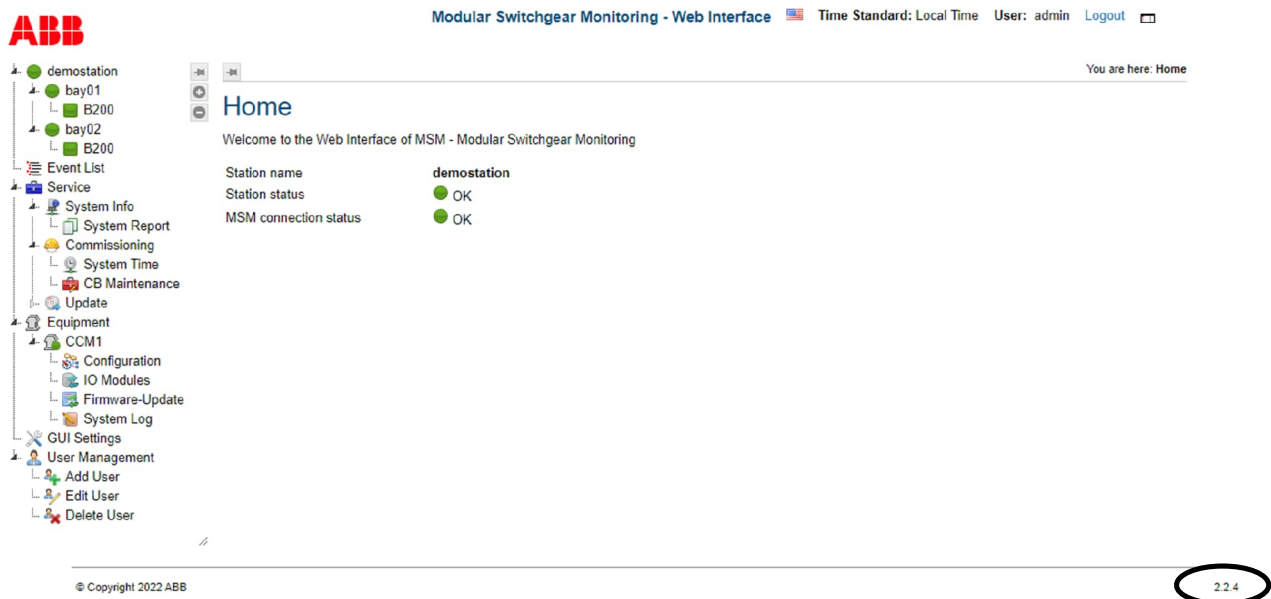 ABB
Modular Switchgear Monitoring - Web Interface Time Standard: Local Time User: admin Logout
demostation
bay01
B200
bay02
B200
Event List
Service
System Info
System Report
Commissioning
System Time
CB Maintenance
Update
Equipment
CCM1
Configuration
IO Modules
Firmware-Update
System Log
GUI Settings
User Management
Add User
Edit User
Delete User
You are here: Home
Home
Welcome to the Web Interface of MSM - Modular Switchgear Monitoring
Station name demostation
Station status OK
MSM connection status OK
© Copyright 2022 ABB 2.2.4